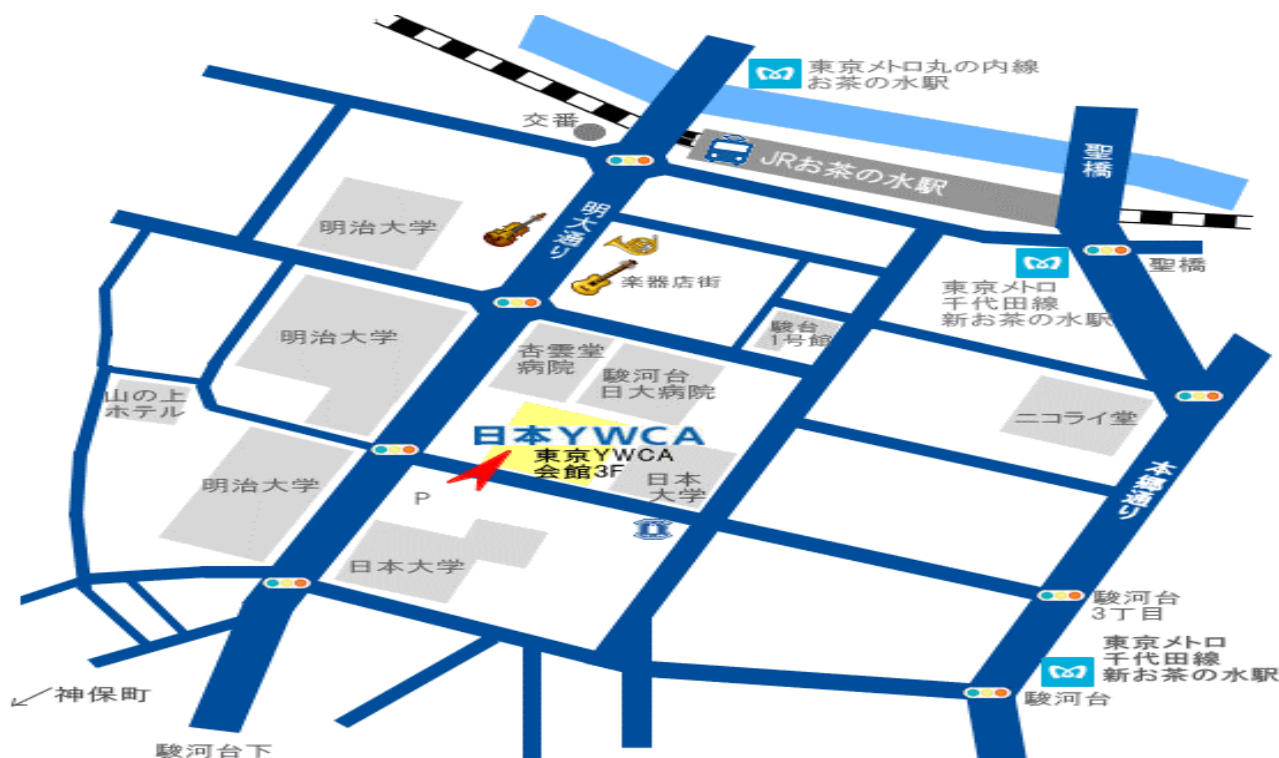 東京メトロ丸の内線
お茶の水駅
交番
JRお茶の水駅
聖橋
明治大学
明大通り
楽器店街
聖橋
東京メトロ
千代田線
新お茶の水駅
駿台
1号館
明治大学
杏雲堂
病院
駿河台
日大病院
山の上
ホテル
ニコライ堂
日本YWCA
東京YWCA
会館3F
日本
大学
明治大学
P
本郷通り
日本大学
駿河台
3丁目
東京メトロ
千代田線
新お茶の水駅
駿河台
神保町
駿河台下